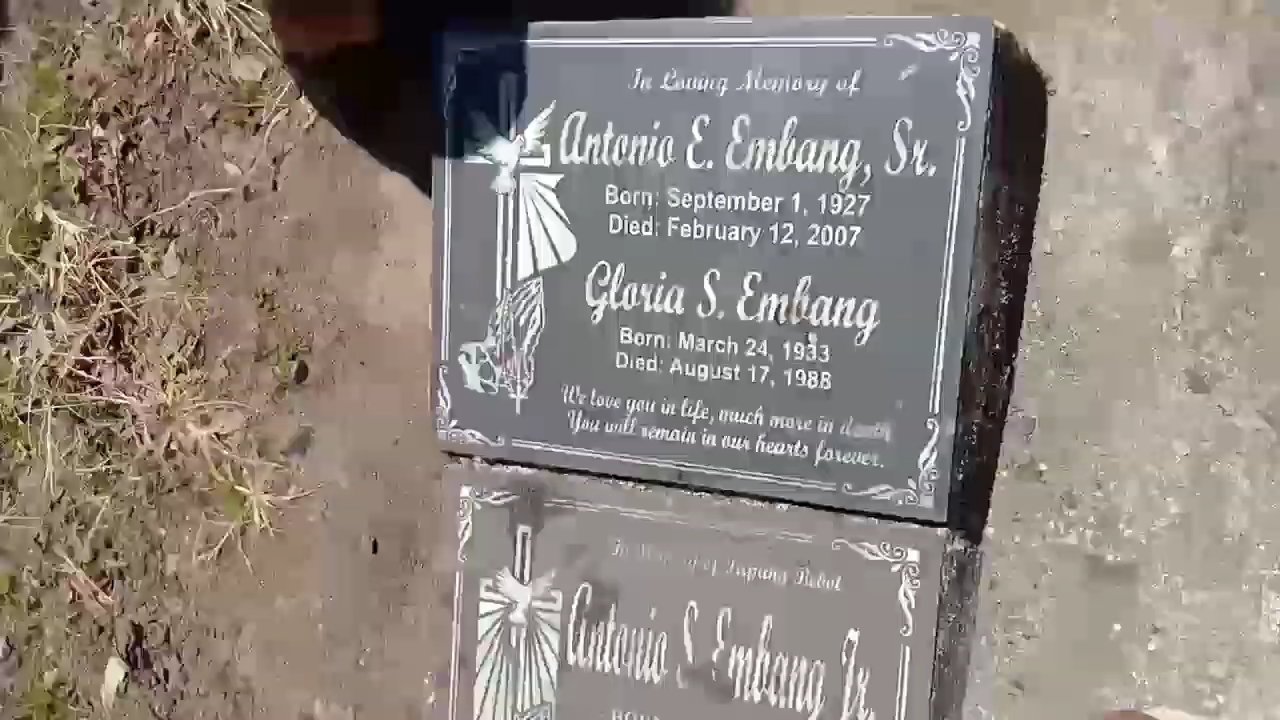 In Loving Memory of
Antonio E. Embang, Sr.
Born: September 1, 1927
Died: February 12, 2007
Gloria S. Embang
Born: March 24, 1933
Died: August 17, 1988
We love you in life, much more in death
You will remain in our hearts forever.
In of
Antonio S Embang Jr.